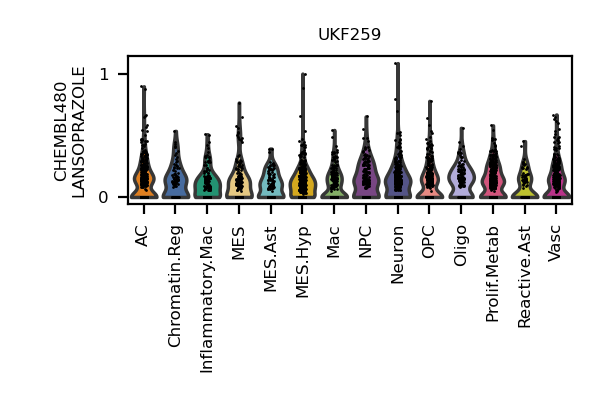 UKF259
CHEMBL480
LANSOPRAZOLE
1
0
AC
Chromatin.Reg
Inflammatory.Mac
MES
MES.Ast
MES.Hyp
Mac
NPC
Neuron
OPC
Oligo
Prolif.Metab
Reactive.Ast
Vasc